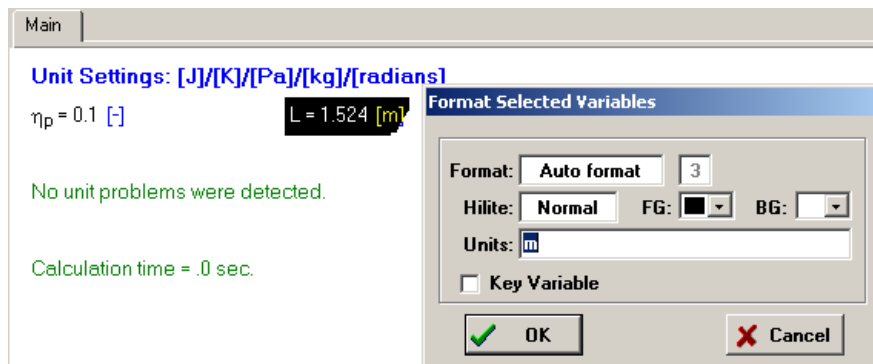 Main
Unit Settings: [J]/[K]/[Pa]/[kg]/[radians]
ηp = 0.1 [-]
L = 1.524 [m]
No unit problems were detected.
Calculation time = .0 sec.
Format Selected Variables
Format: Auto format 3
Hilite: Normal FG: BG:
Units: m
Key Variable
OK Cancel